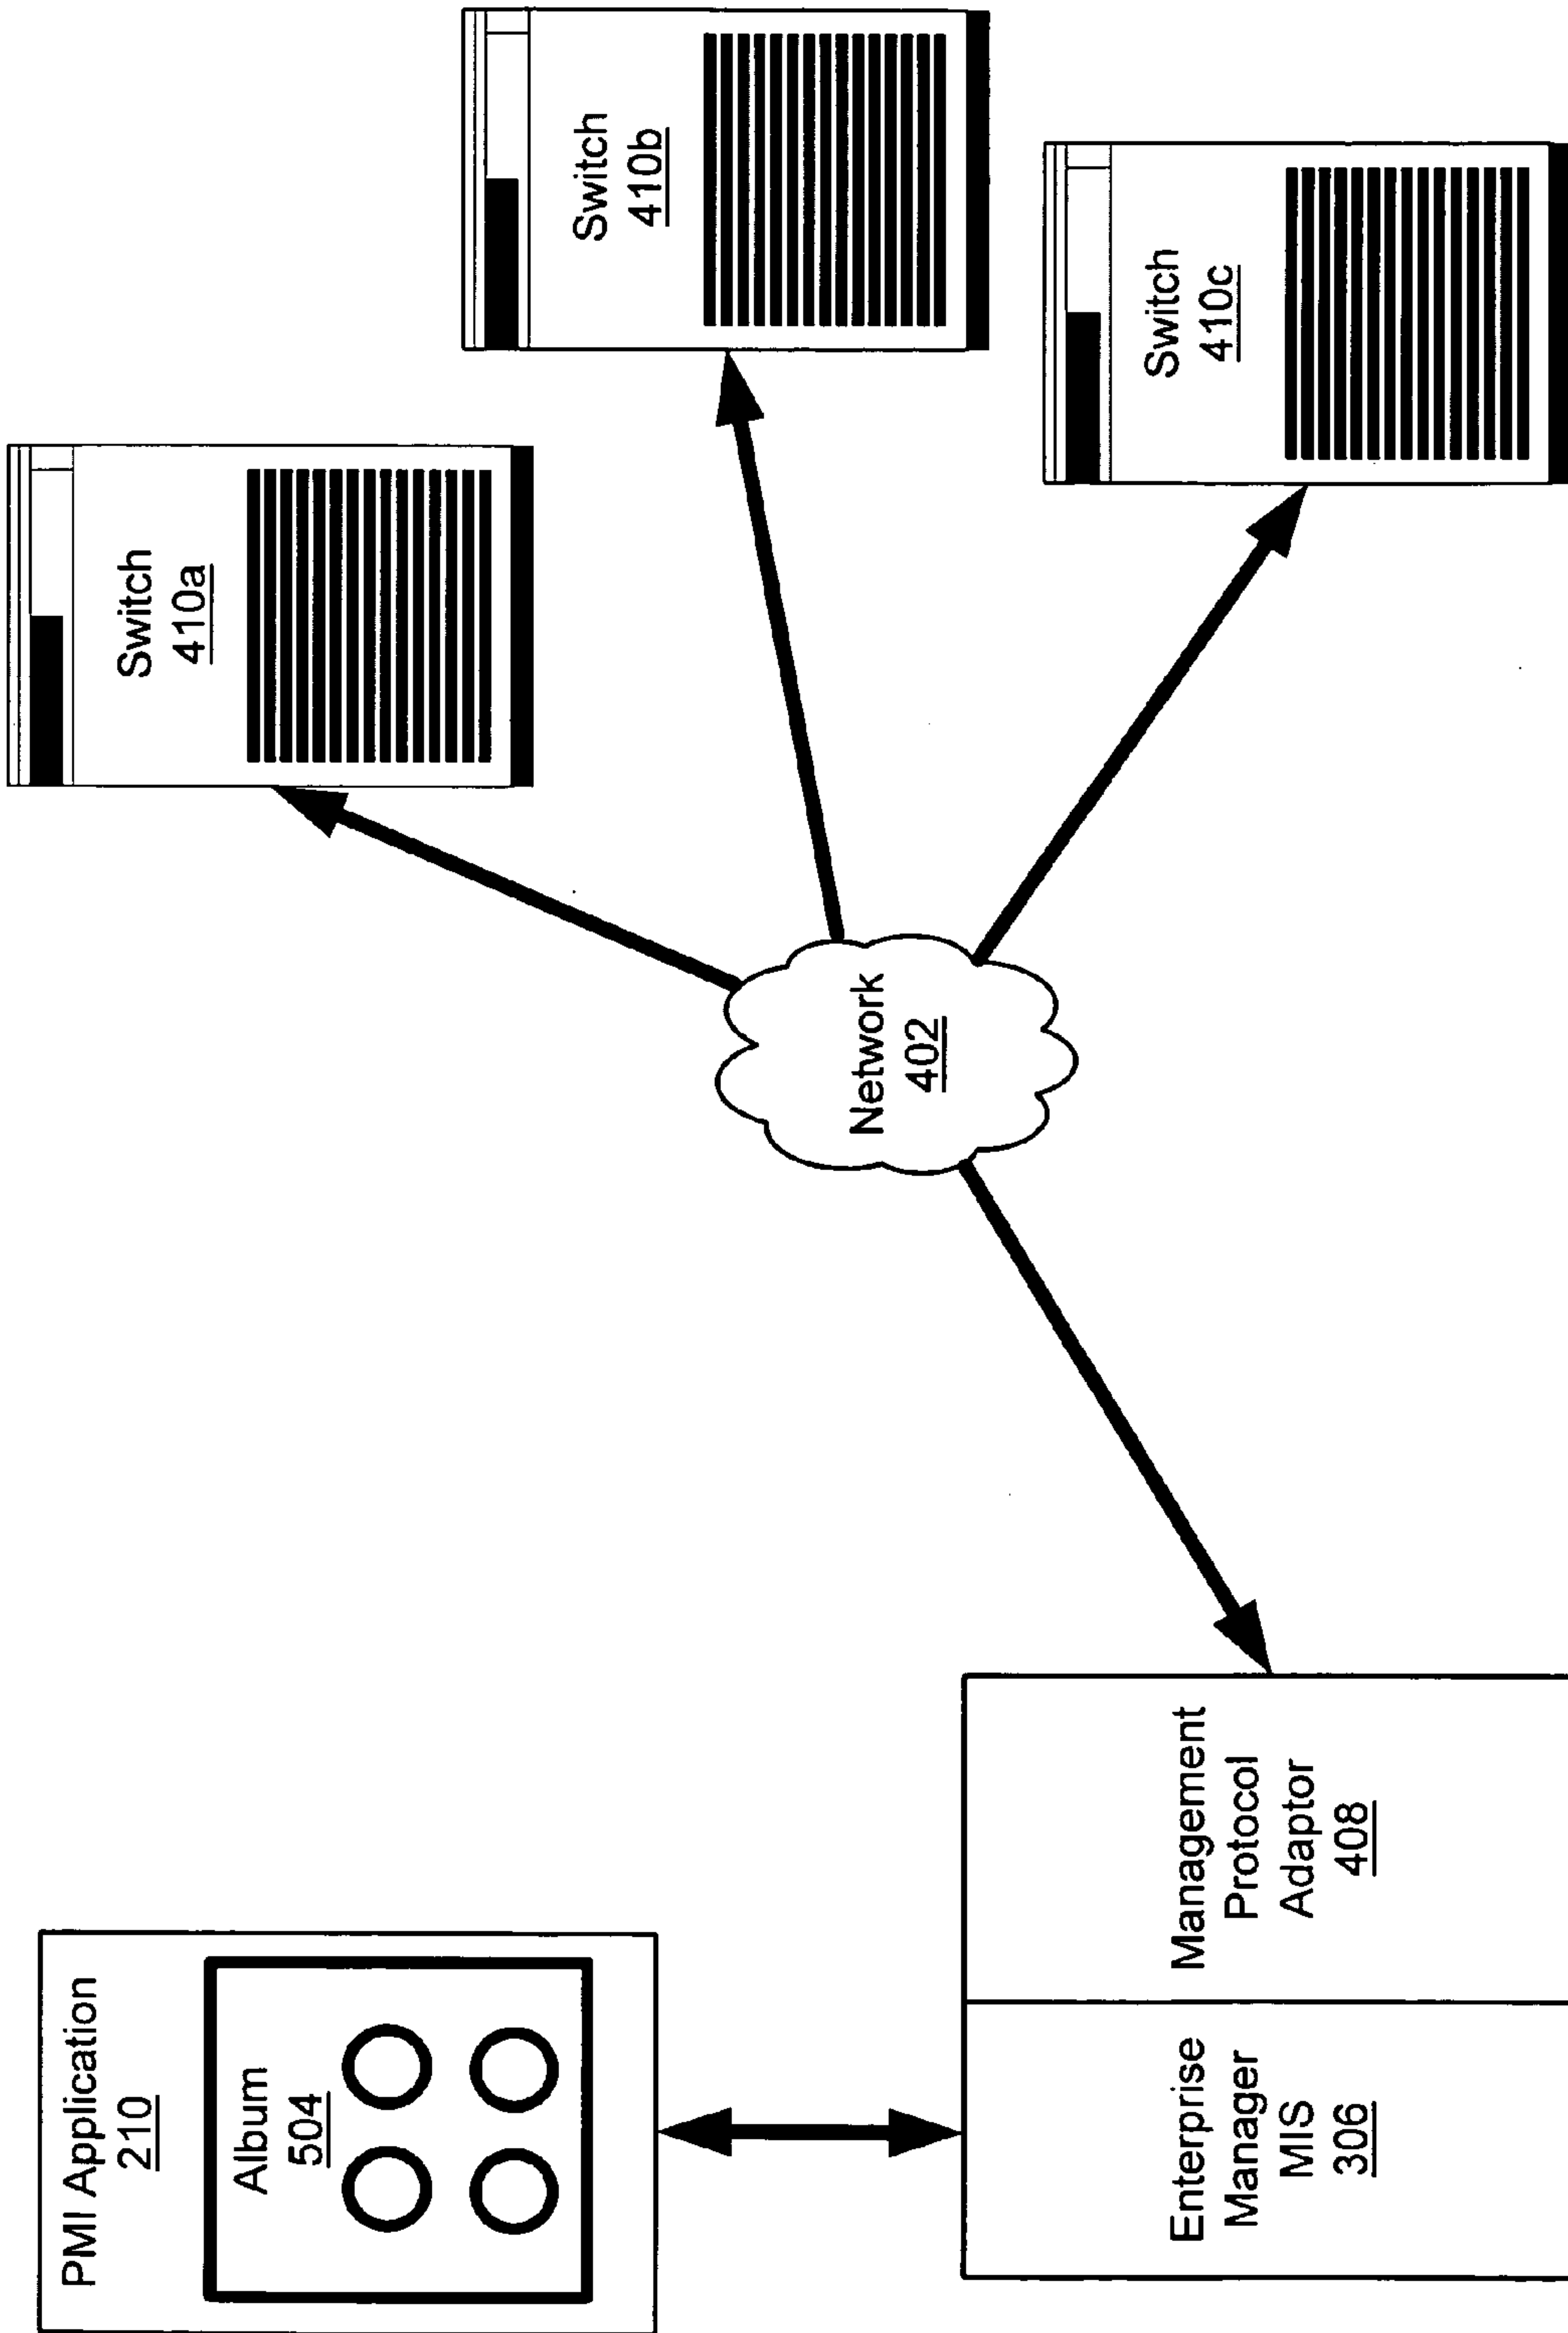 PMI Application
210
Album
504
Enterprise
Manager
MIS
306
Management
Protocol
Adaptor
408
Network
402
Switch
410a
Switch
410b
Switch
410c